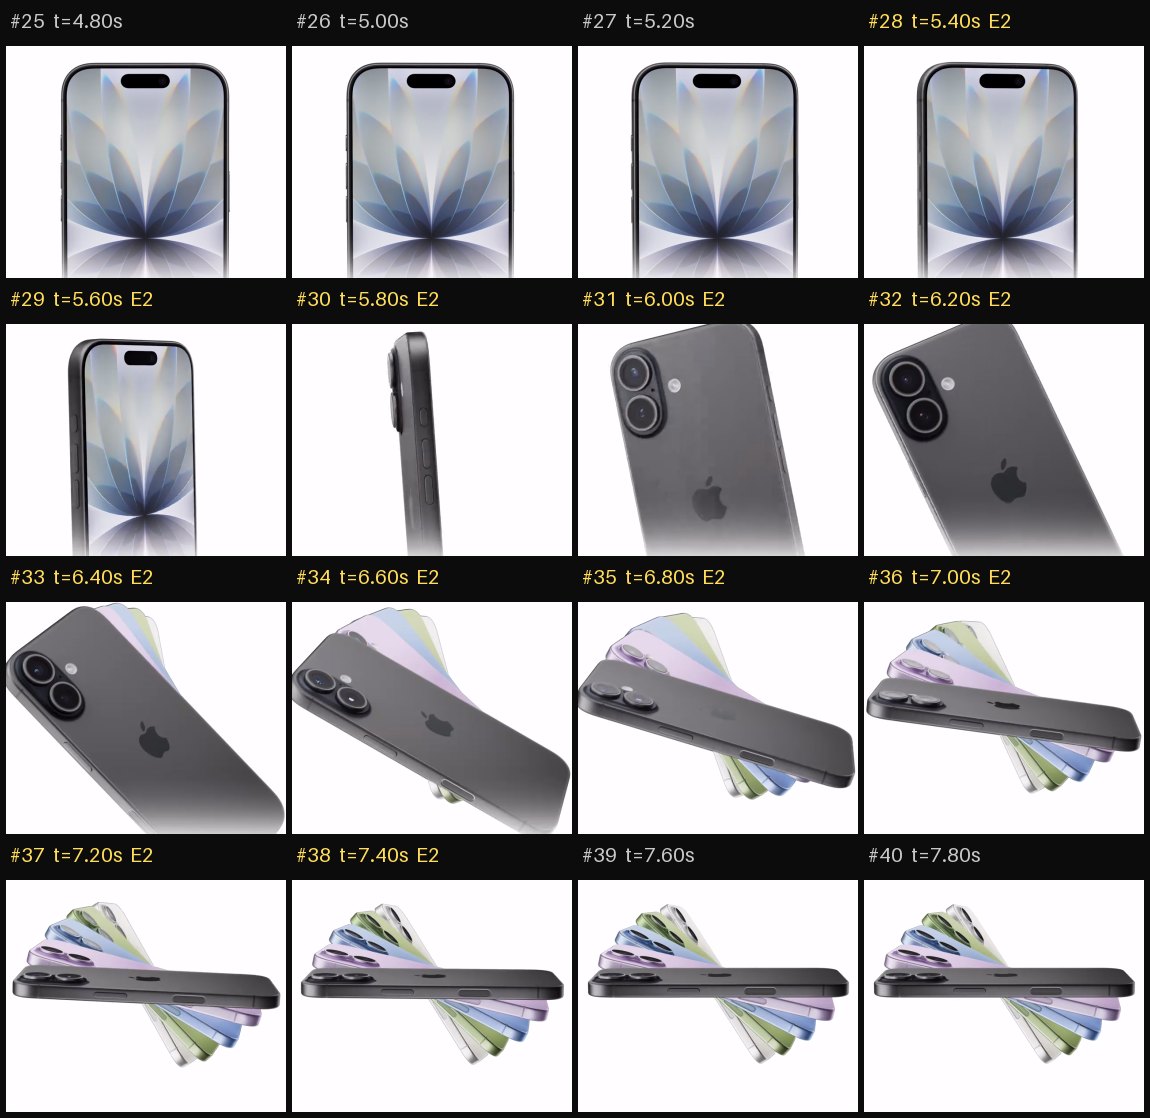 #25 t=4.80s
#26 t=5.00s
#27 t=5.20s
#28 t=5.40s E2
#29 t=5.60s E2
#30 t=5.80s E2
#31 t=6.00s E2
#32 t=6.20s E2
#33 t=6.40s E2
#34 t=6.60s E2
#35 t=6.80s E2
#36 t=7.00s E2
#37 t=7.20s E2
#38 t=7.40s E2
#39 t=7.60s
#40 t=7.80s